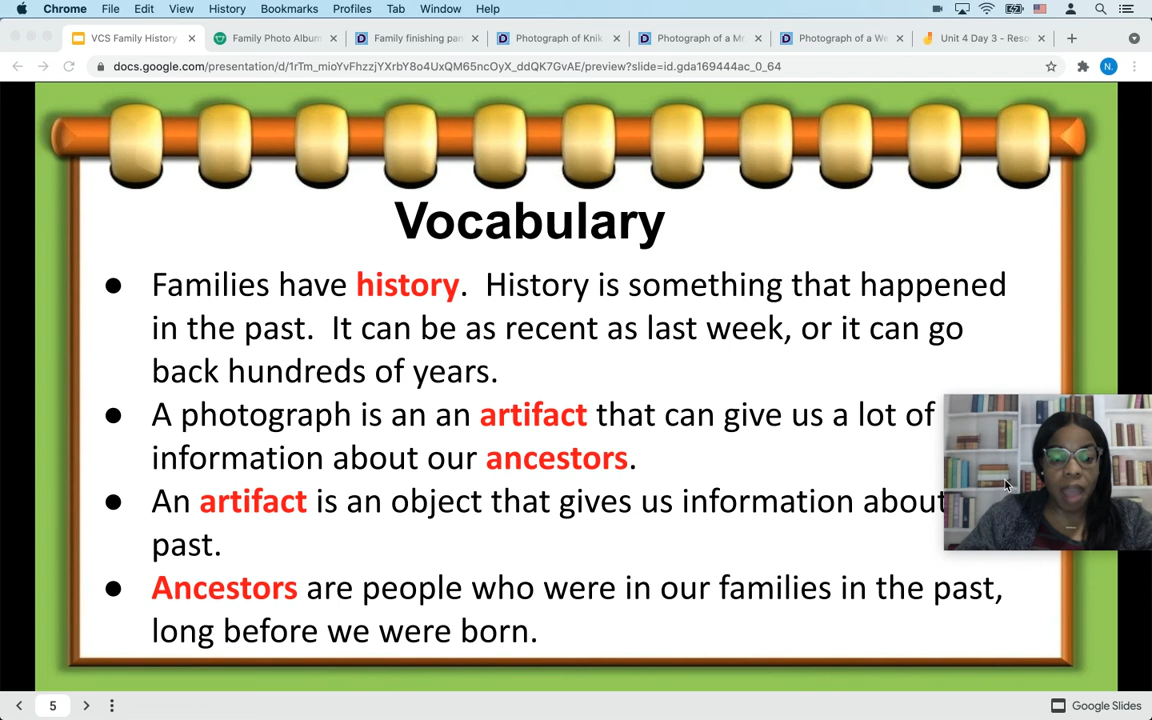 Chrome File Edit View History Bookmarks Profiles Tab Window Help
VCS Family History
Family Photo Album
Family finishing pan
Photograph of Knik
Photograph of a Mr
Photograph of a We
Unit 4 Day 3 - Reso
docs.google.com/presentation/d/1rTm_mioYvFhzzjYXrbY8o4UxQM65ncOyX_ddQK7GvAE/preview?slide=id.gda169444ac_0_64
N.
Vocabulary
● Families have history. History is something that happened
in the past. It can be as recent as last week, or it can go
back hundreds of years.
● A photograph is an an artifact that can give us a lot of
information about our ancestors.
● An artifact is an object that gives us information about
past.
● Ancestors are people who were in our families in the past,
long before we were born.
5
Google Slides